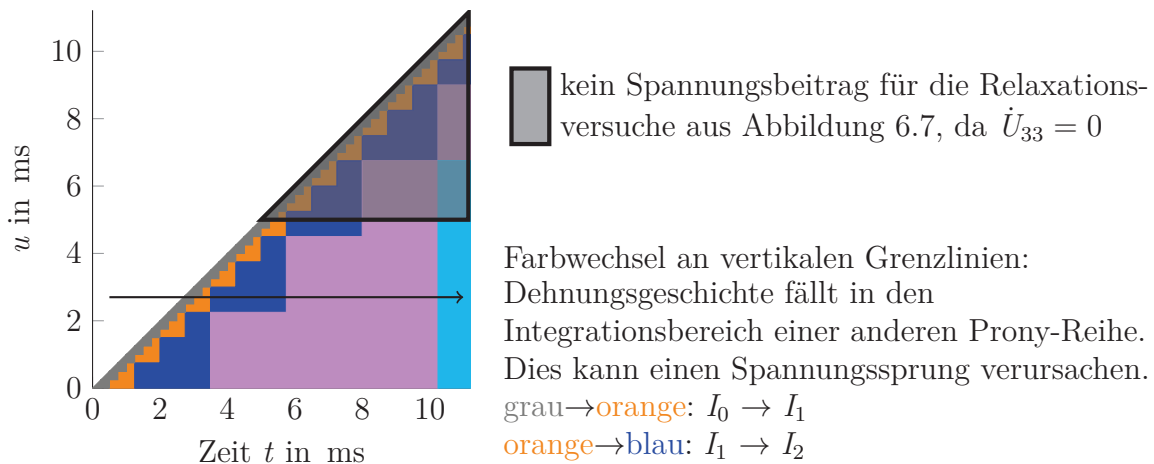 10
8
6
4
2
0
u in ms
0 2 4 6 8 10
Zeit t in ms
kein Spannungsbeitrag für die Relaxations-
versuche aus Abbildung 6.7, da U̇₃₃ = 0
Farbwechsel an vertikalen Grenzlinien:
Dehnungsgeschichte fällt in den
Integrationsbereich einer anderen Prony-Reihe.
Dies kann einen Spannungssprung verursachen.
grau→orange: I₀ → I₁
orange→blau: I₁ → I₂